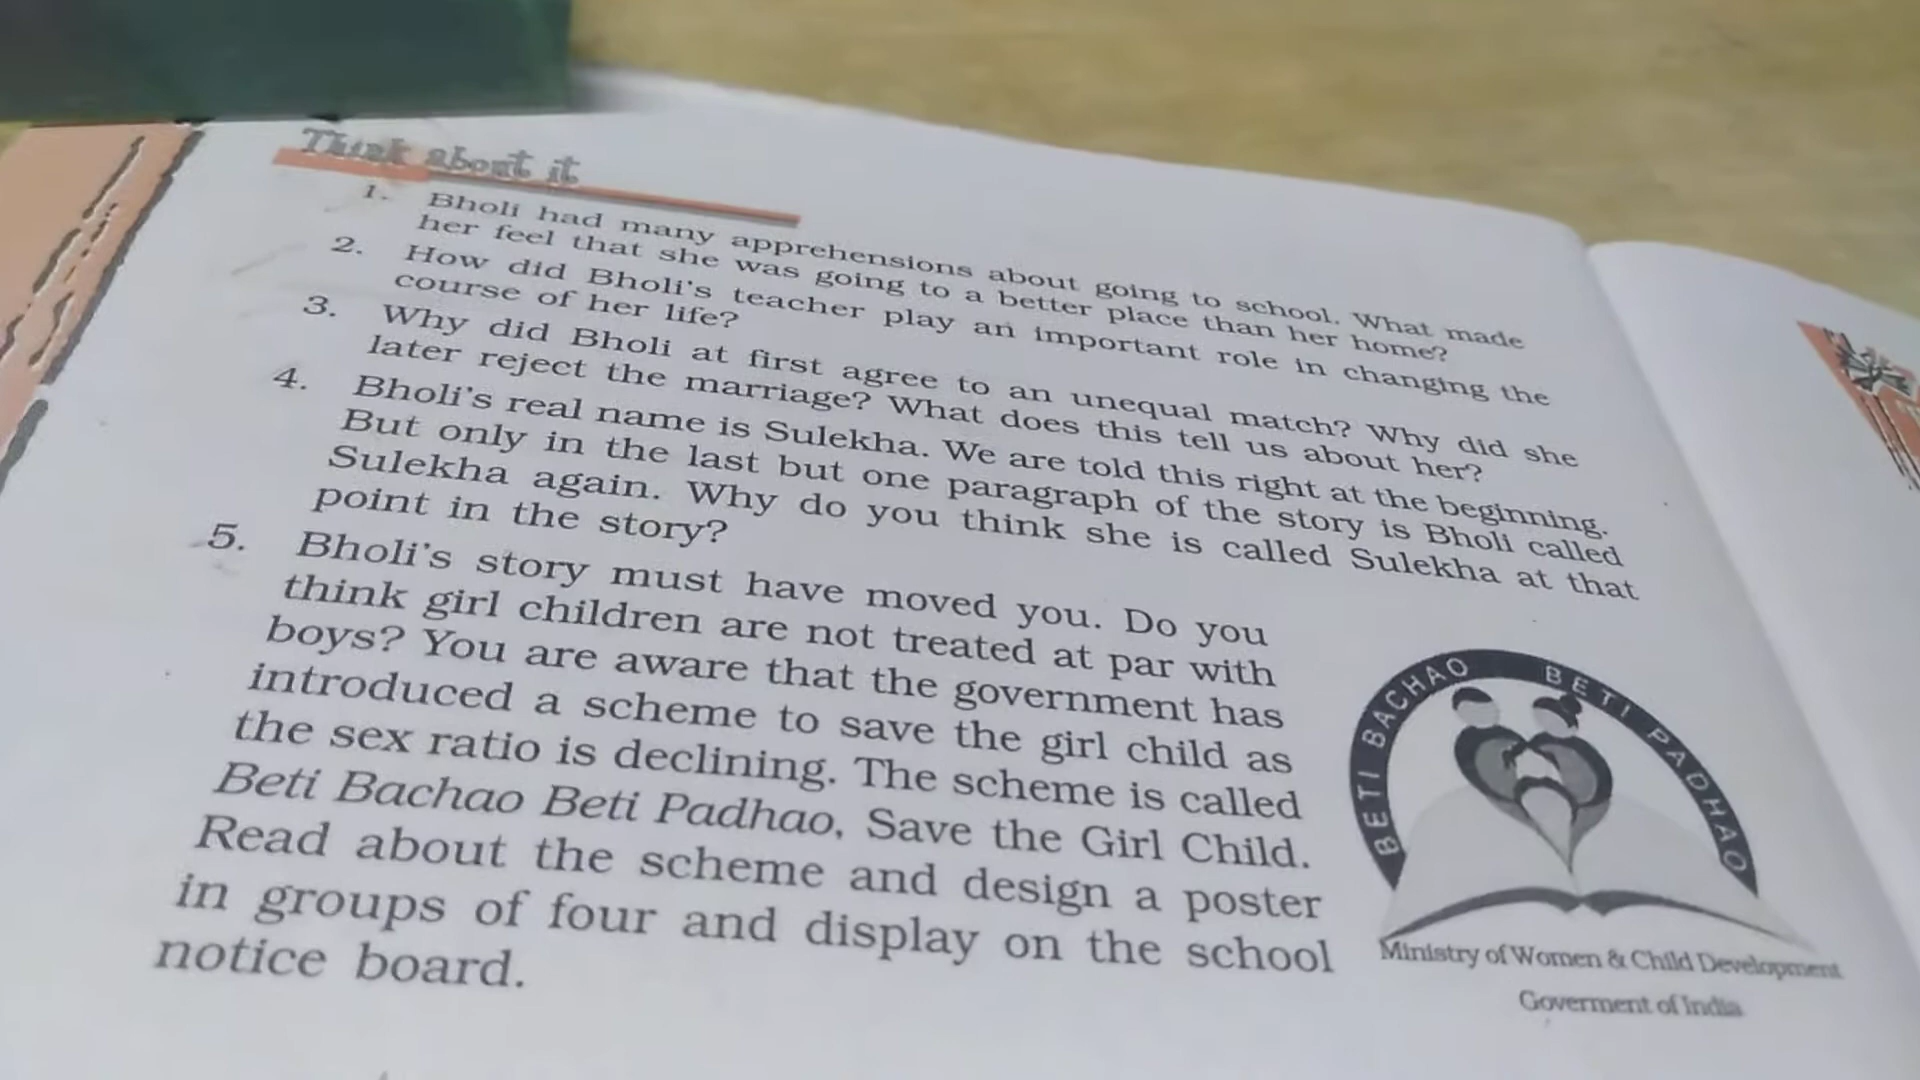 Think about it
1. Bholi had many apprehensions about going to school. What made
her feel that she was going to a better place than her home?
2. How did Bholi's teacher play an important role in changing the
course of her life?
3. Why did Bholi at first agree to an unequal match? Why did she
later reject the marriage? What does this tell us about her?
4. Bholi's real name is Sulekha. We are told this right at the beginning.
But only in the last but one paragraph of the story is Bholi called
Sulekha again. Why do you think she is called Sulekha at that
point in the story?
5. Bholi's story must have moved you. Do you
think girl children are not treated at par with
boys? You are aware that the government has
introduced a scheme to save the girl child as
the sex ratio is declining. The scheme is called
Beti Bachao Beti Padhao, Save the Girl Child.
Read about the scheme and design a poster
in groups of four and display on the school
notice board.
BETI BACHAO BETI PADHAO
Ministry of Women & Child Development
Goverment of India